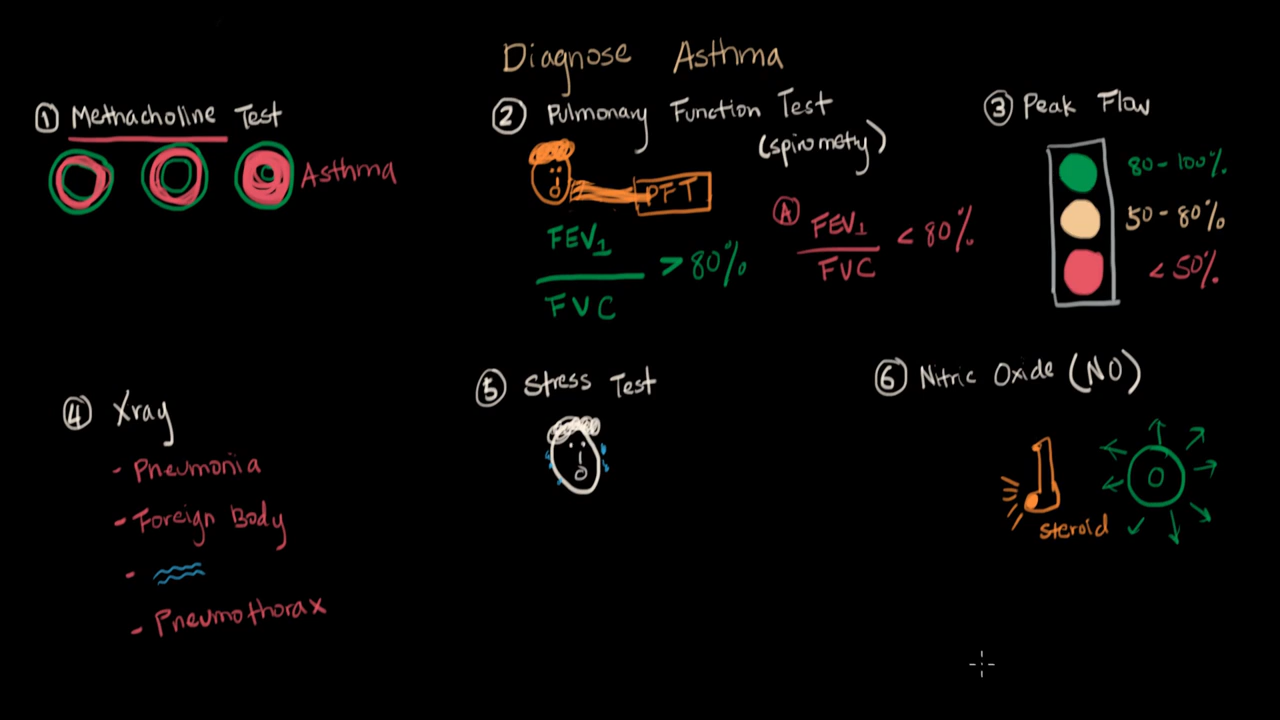 Diagnose Asthma
① Methacholine Test
Asthma
② Pulmonary Function Test
(spirometry)
PFT
FEV₁
FVC
> 80%
Ⓐ FEV₁
FVC
< 80%
③ Peak Flow
80-100%
50-80%
< 50%
④ Xray
- Pneumonia
- Foreign Body
-
- Pneumothorax
⑤ Stress Test
⑥ Nitric Oxide (NO)
steroid